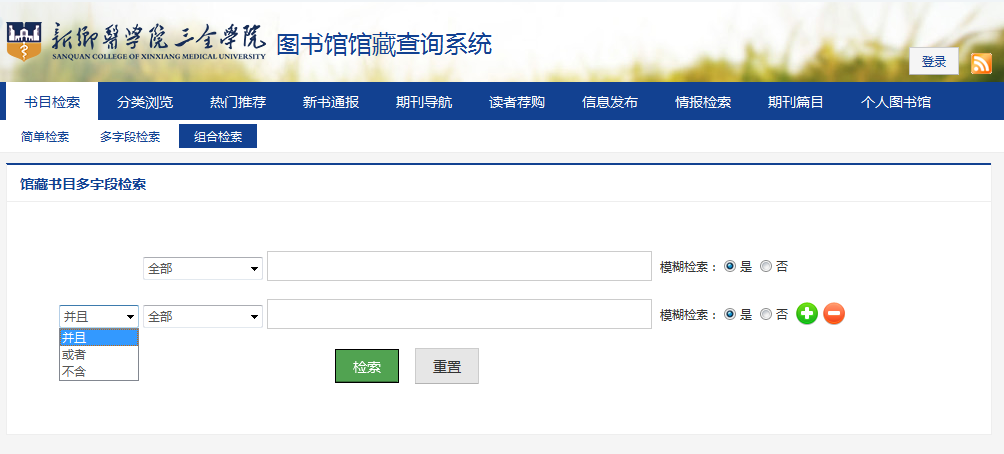 新乡医学院三全学院 图书馆馆藏查询系统
SANQUAN COLLEGE OF XINXIANG MEDICAL UNIVERSITY
登录
书目检索 分类浏览 热门推荐 新书通报 期刊导航 读者荐购 信息发布 情报检索 期刊篇目 个人图书馆
简单检索 多字段检索 组合检索
馆藏书目多字段检索
全部 模糊检索： 是 否
并且 全部 模糊检索： 是 否
并且
或者
不含
检索 重置